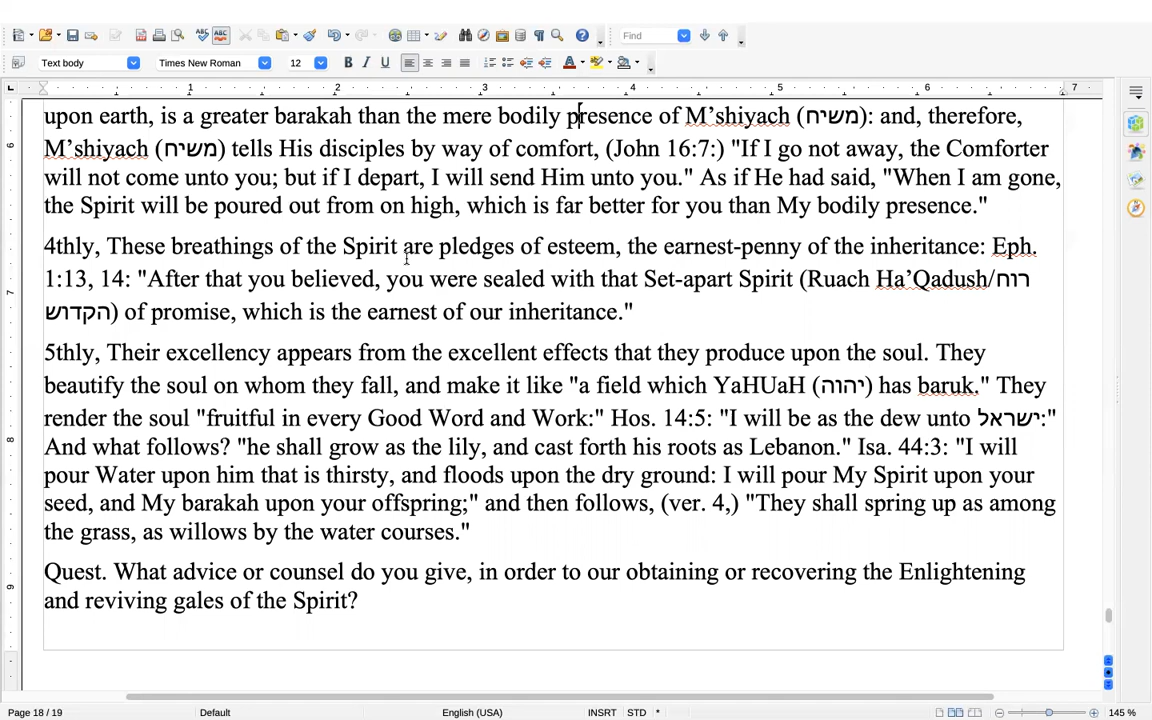 Find
Text body
Times New Roman
12
1 2 3 4 5 6 7
upon earth, is a greater barakah than the mere bodily presence of M’shiyach (משיח): and, therefore,
M’shiyach (משיח) tells His disciples by way of comfort, (John 16:7:) "If I go not away, the Comforter
will not come unto you; but if I depart, I will send Him unto you." As if He had said, "When I am gone,
the Spirit will be poured out from on high, which is far better for you than My bodily presence."
4thly, These breathings of the Spirit are pledges of esteem, the earnest-penny of the inheritance: Eph.
1:13, 14: "After that you believed, you were sealed with that Set-apart Spirit (Ruach Ha’Qadush/רוח
הקדוש) of promise, which is the earnest of our inheritance."
5thly, Their excellency appears from the excellent effects that they produce upon the soul. They
beautify the soul on whom they fall, and make it like "a field which YaHUaH (יהוה) has baruk." They
render the soul "fruitful in every Good Word and Work:" Hos. 14:5: "I will be as the dew unto ישראל:"
And what follows? "he shall grow as the lily, and cast forth his roots as Lebanon." Isa. 44:3: "I will
pour Water upon him that is thirsty, and floods upon the dry ground: I will pour My Spirit upon your
seed, and My barakah upon your offspring;" and then follows, (ver. 4,) "They shall spring up as among
the grass, as willows by the water courses."
Quest. What advice or counsel do you give, in order to our obtaining or recovering the Enlightening
and reviving gales of the Spirit?
6
7
8
9
Page 18 / 19
Default
English (USA)
INSRT
STD
*
145 %